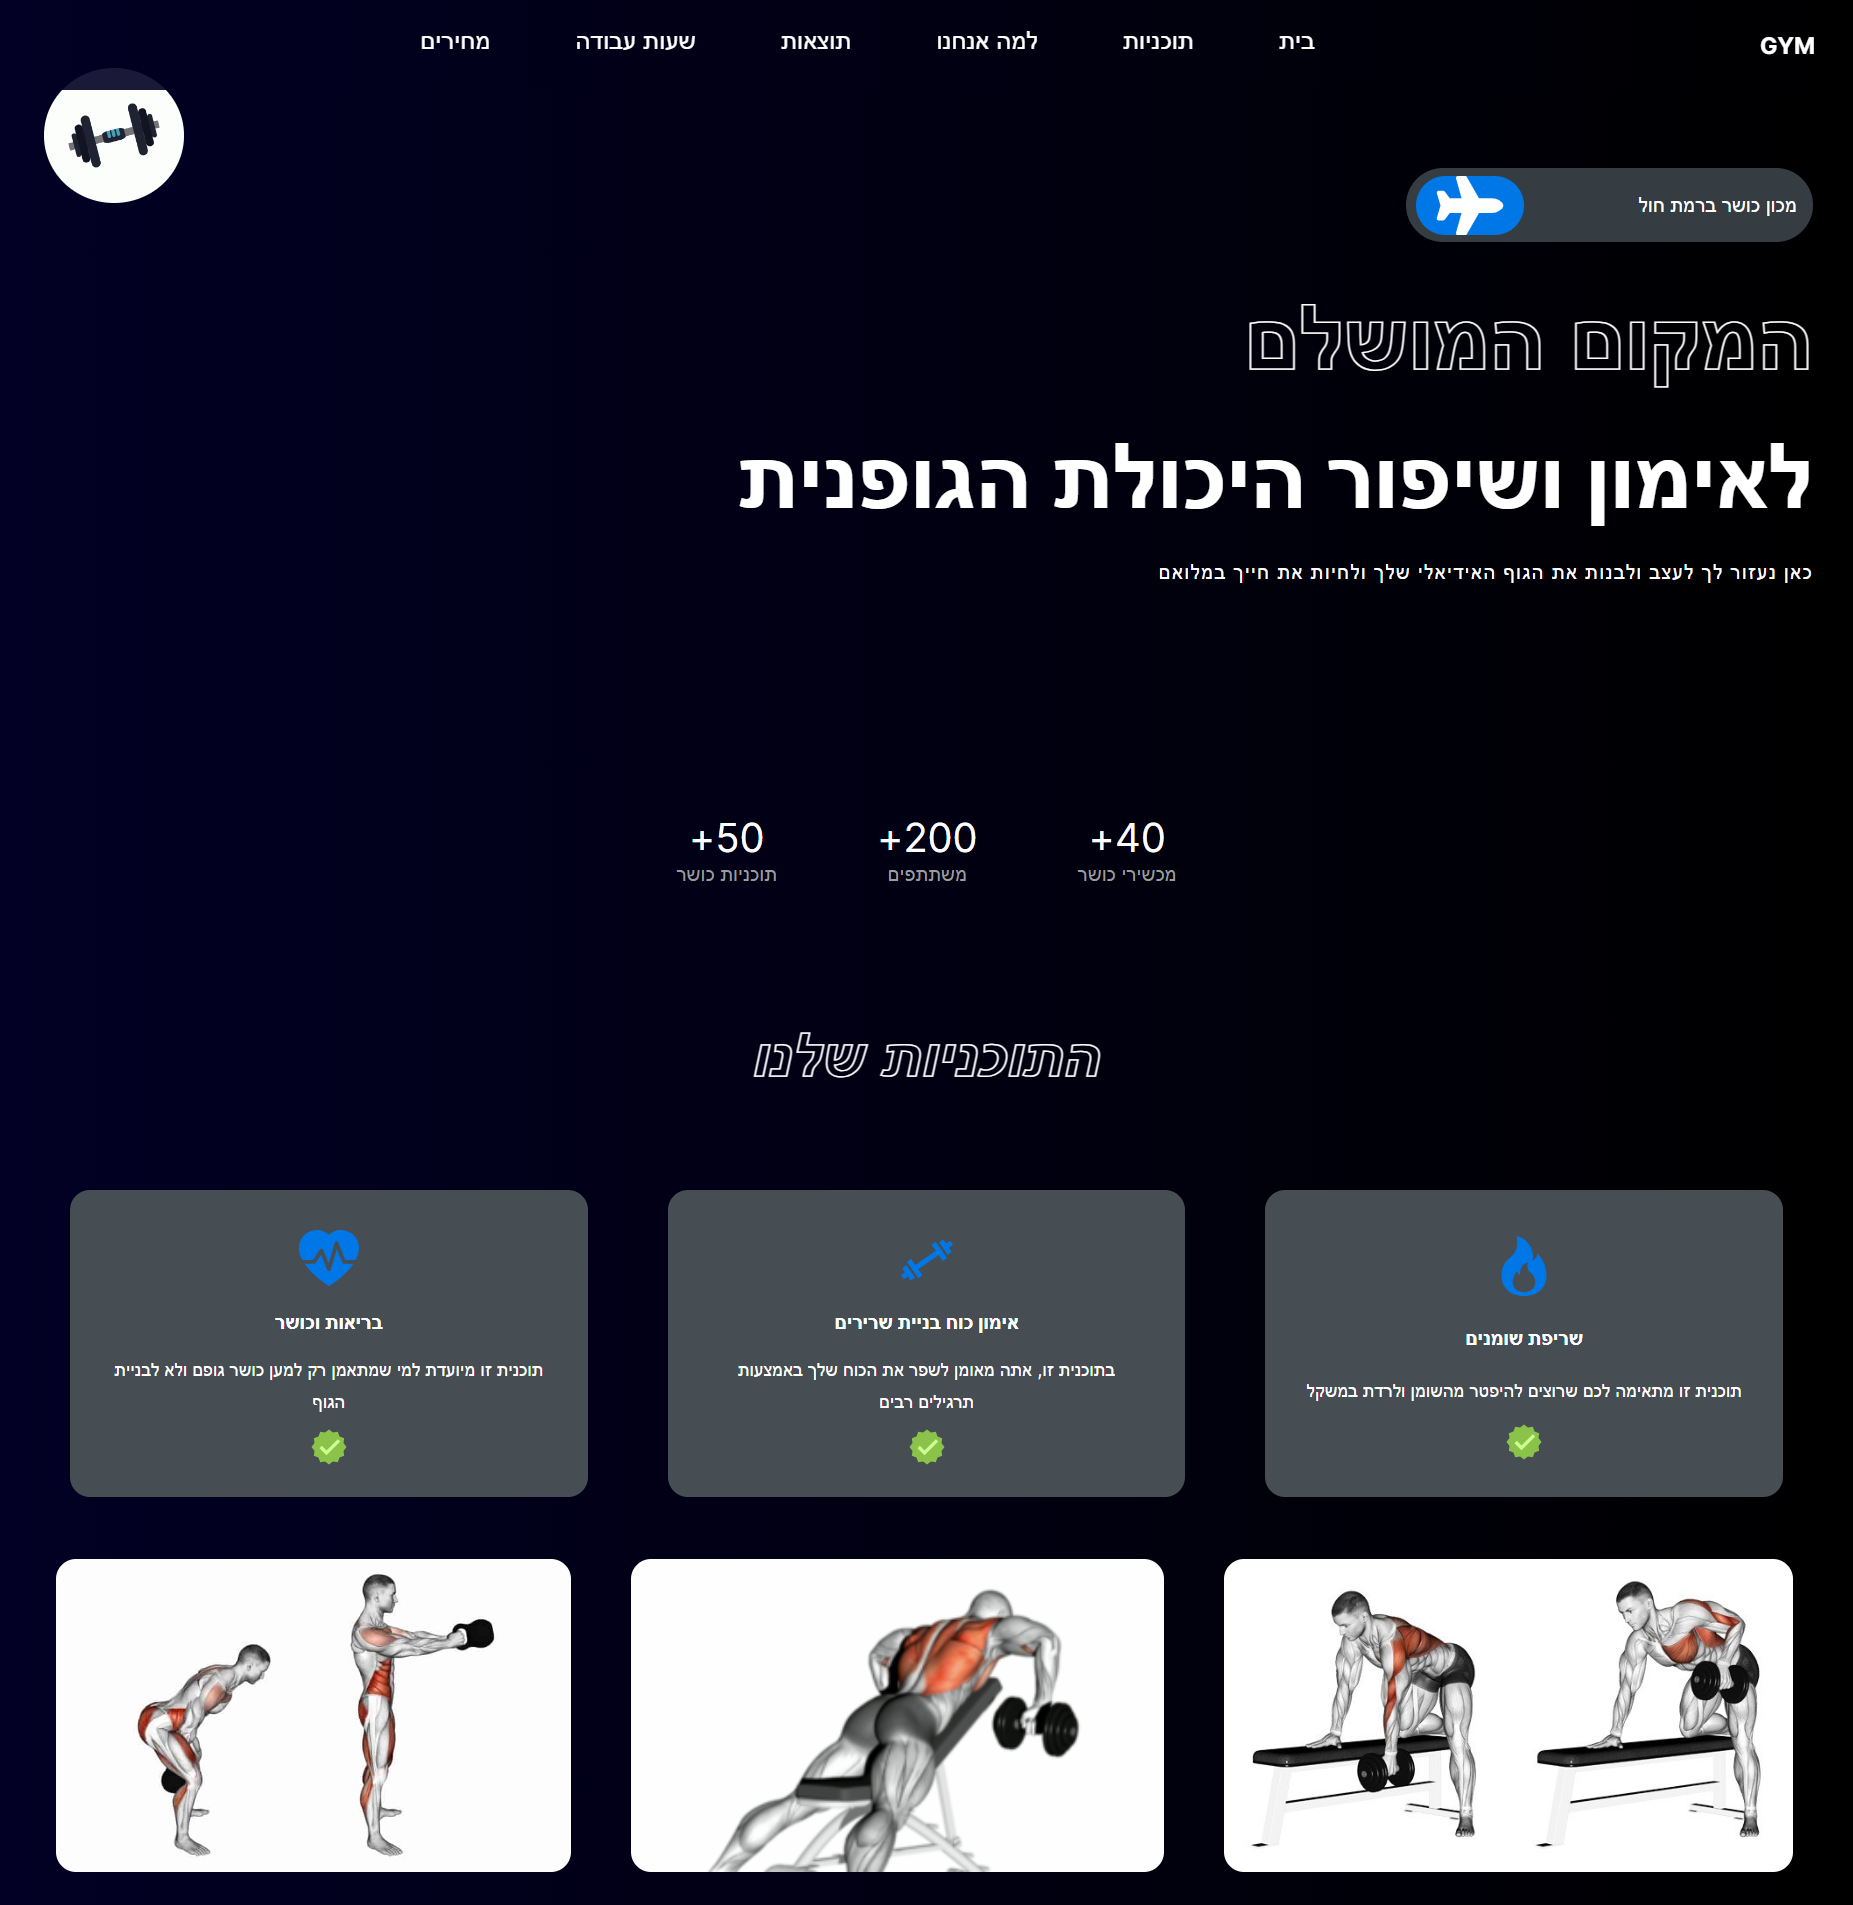 GYM
בית
תוכניות
למה אנחנו
תוצאות
שעות עבודה
מחירים
מכון כושר ברמת חול
המקום המושלם
לאימון ושיפור היכולת הגופנית
כאן נעזור לך לעצב ולבנות את הגוף האידיאלי שלך ולחיות את חייך במלואם
+40
מכשירי כושר
+200
משתתפים
+50
תוכניות כושר
התוכניות שלנו
שריפת שומנים
תוכנית זו מתאימה לכם שרוצים להיפטר מהשומן ולרדת במשקל
אימון כוח בניית שרירים
בתוכנית זו, אתה מאומן לשפר את הכוח שלך באמצעות
תרגילים רבים
בריאות וכושר
תוכנית זו מיועדת למי שמתאמן רק למען כושר גופם ולא לבניית
הגוף